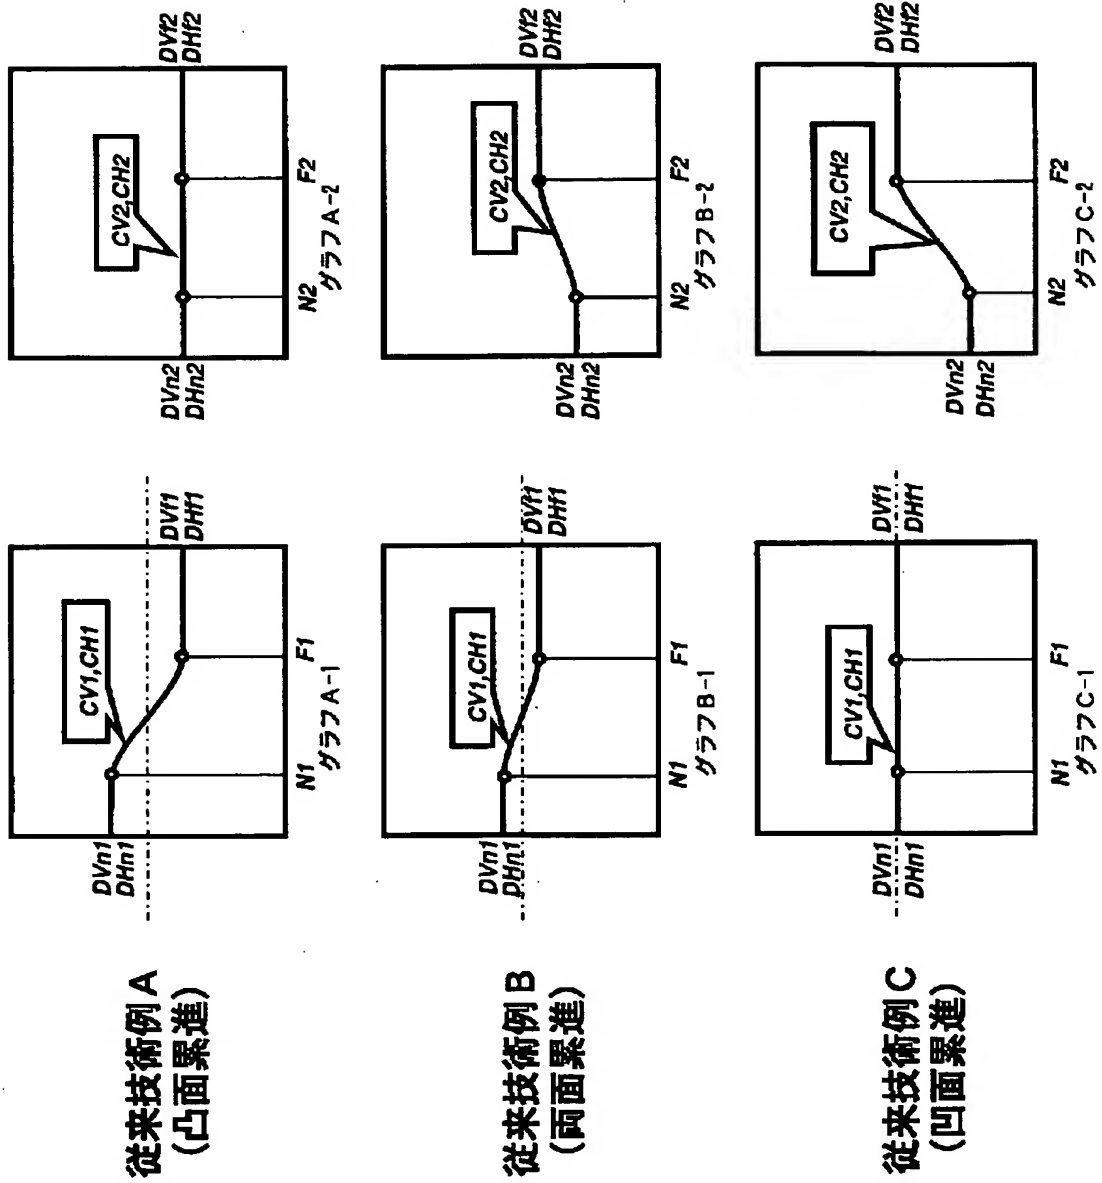 従来技術例 A
(凸面累進)
DVn1
DHn1
CV1,CH1
DVf1
DHf1
N1
F1
グラフA-1
DVn2
DHn2
CV2,CH2
DVf2
DHf2
N2
F2
グラフA-2
従来技術例 B
(両面累進)
DVn1
DHn1
CV1,CH1
DVf1
DHf1
N1
F1
グラフB-1
DVn2
DHn2
CV2,CH2
DVf2
DHf2
N2
F2
グラフB-2
従来技術例 C
(凹面累進)
DVn1
DHn1
CV1,CH1
DVf1
DHf1
N1
F1
グラフC-1
DVn2
DHn2
CV2,CH2
DVf2
DHf2
N2
F2
グラフC-2